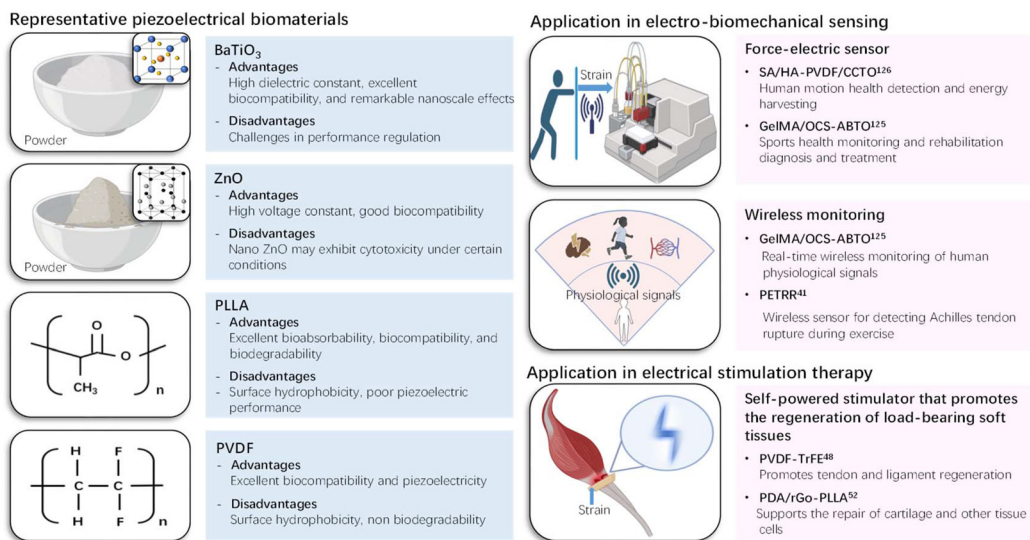 Representative piezoelectrical biomaterials
Powder
BaTiO₃
- Advantages
High dielectric constant, excellent
biocompatibility, and remarkable nanoscale effects
- Disadvantages
Challenges in performance regulation
Powder
ZnO
- Advantages
High voltage constant, good biocompatibility
- Disadvantages
Nano ZnO may exhibit cytotoxicity under certain
conditions
O
O
CH₃
n
PLLA
- Advantages
Excellent bioabsorbability, biocompatibility, and
biodegradability
- Disadvantages
- Surface hydrophobicity, poor piezoelectric
performance
H F
C C
H F
n
PVDF
- Advantages
Excellent biocompatibility and piezoelectricity
- Disadvantages
Surface hydrophobicity, non biodegradability
Application in electro-biomechanical sensing
Strain
Force-electric sensor
• SA/HA-PVDF/CCTO¹²⁶
Human motion health detection and energy
harvesting
• GelMA/OCS-ABTO¹²⁵
Sports health monitoring and rehabilitation
diagnosis and treatment
Physiological signals
Wireless monitoring
• GelMA/OCS-ABTO¹²⁵
Real-time wireless monitoring of human
physiological signals
• PETRR⁴¹
Wireless sensor for detecting Achilles tendon
rupture during exercise
Application in electrical stimulation therapy
Strain
Self-powered stimulator that promotes
the regeneration of load-bearing soft
tissues
• PVDF-TrFE⁴⁸
Promotes tendon and ligament regeneration
• PDA/rGo-PLLA⁵²
Supports the repair of cartilage and other tissue
cells